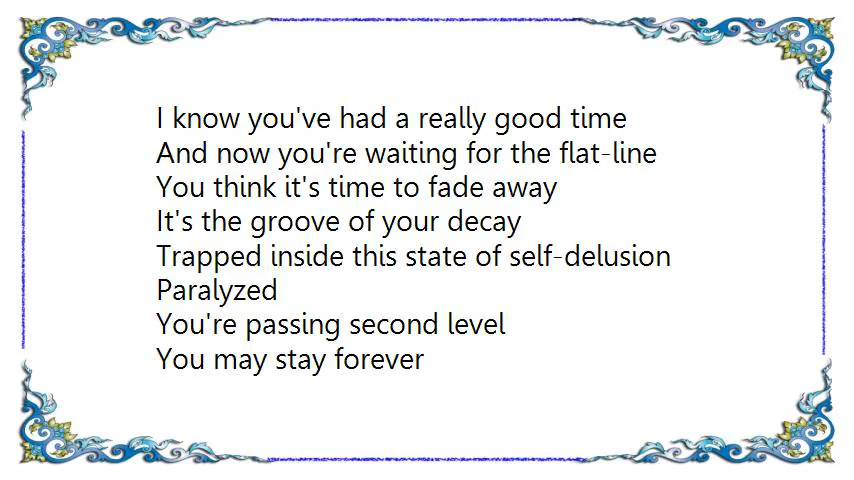 I know you've had a really good time
And now you're waiting for the flat-line
You think it's time to fade away
It's the groove of your decay
Trapped inside this state of self-delusion
Paralyzed
You're passing second level
You may stay forever